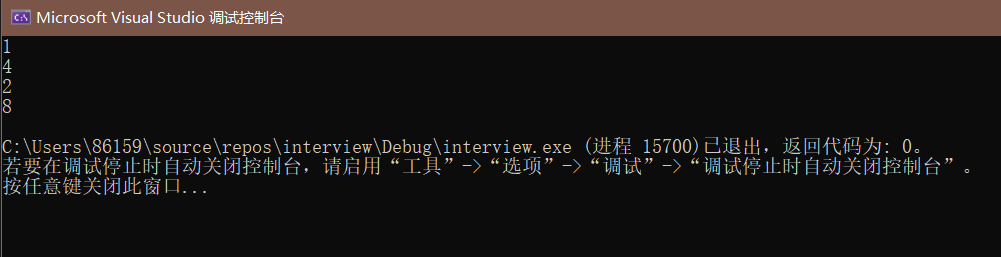 Microsoft Visual Studio 调试控制台
1
4
2
8
C:\Users\86159\source\repos\interview\Debug\interview.exe (进程 15700)已退出，返回代码为: 0。
若要在调试停止时自动关闭控制台，请启用“工具”->“选项”->“调试”->“调试停止时自动关闭控制台”。
按任意键关闭此窗口...